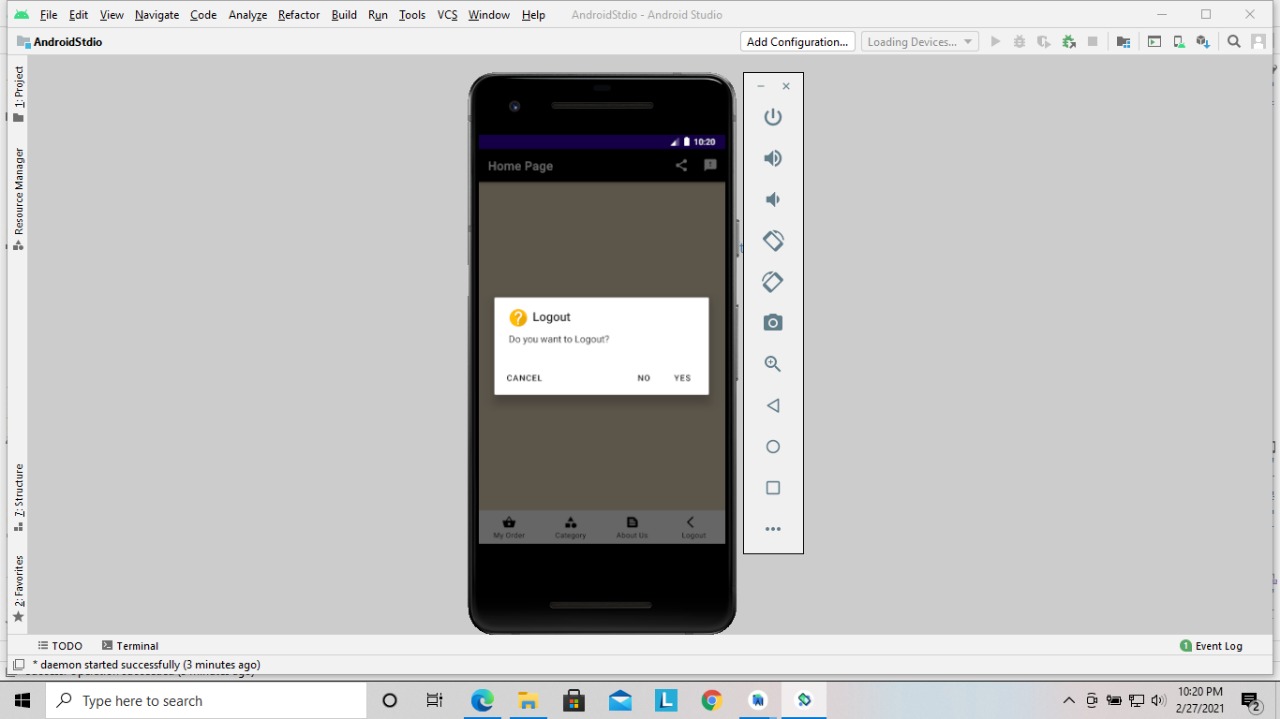 File Edit View Navigate Code Analyze Refactor Build Run Tools VCS Window Help AndroidStdio - Android Studio
AndroidStdio
Add Configuration...
Loading Devices...
1: Project
Resource Manager
7: Structure
2: Favorites
10:20
Home Page
Logout
Do you want to Logout?
CANCEL NO YES
My Order Category About Us Logout
TODO Terminal
1 Event Log
* daemon started successfully (3 minutes ago)
Type here to search
L
10:20 PM
2/27/2021
2